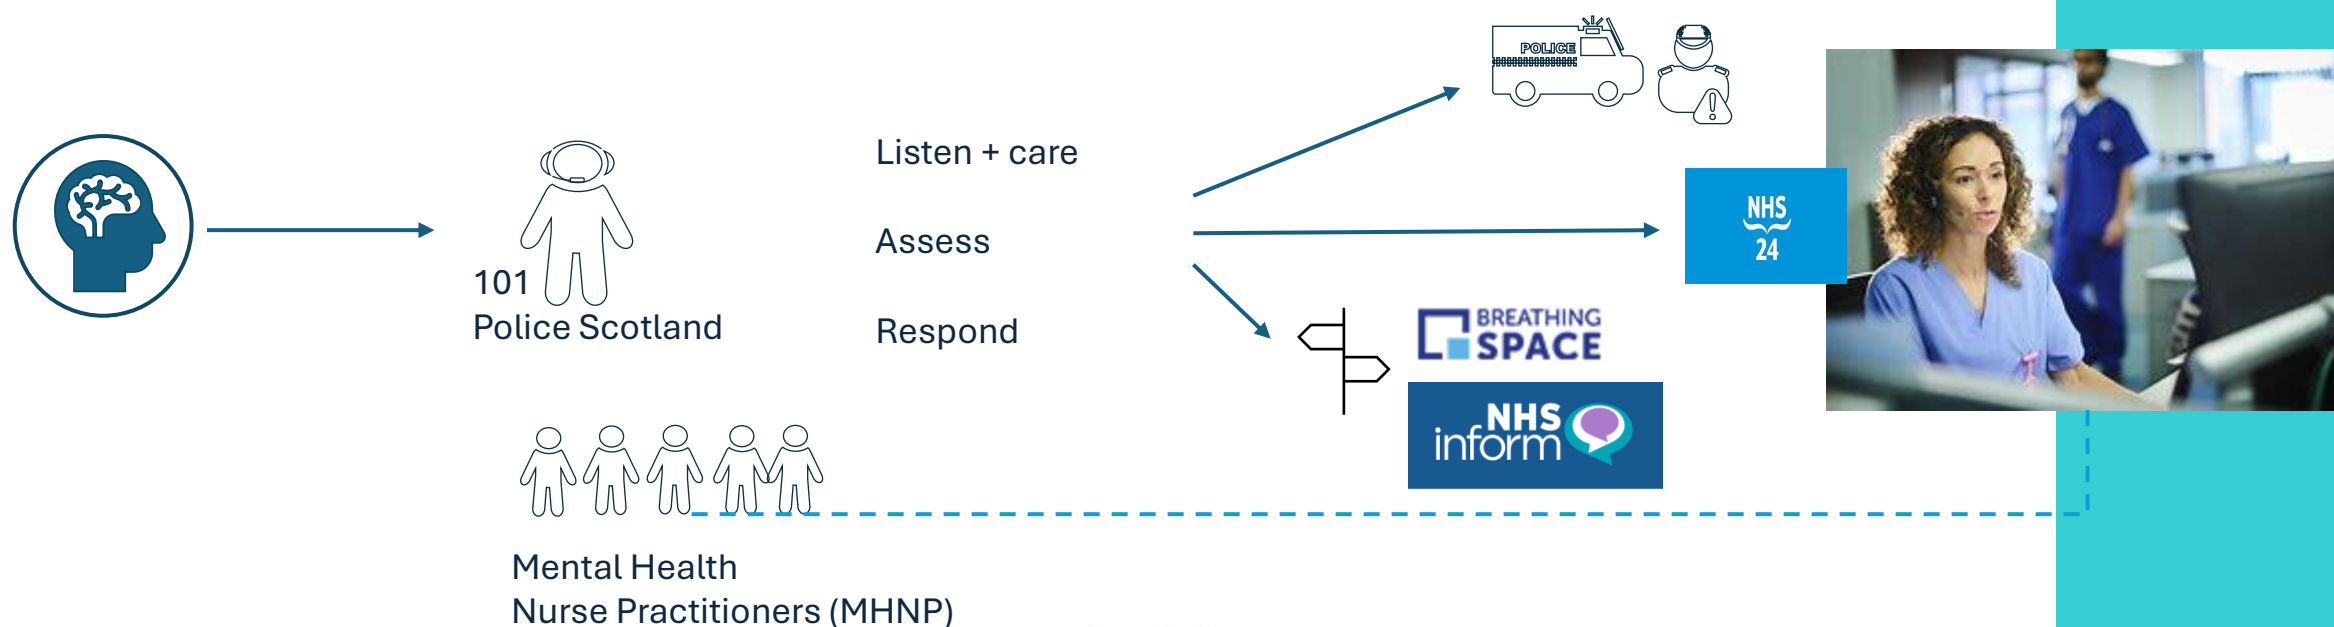 POLICE
Listen + care
Assess
Respond
101
Police Scotland
NHS
24
BREATHING
SPACE
NHS
inform
Mental Health
Nurse Practitioners (MHNP)